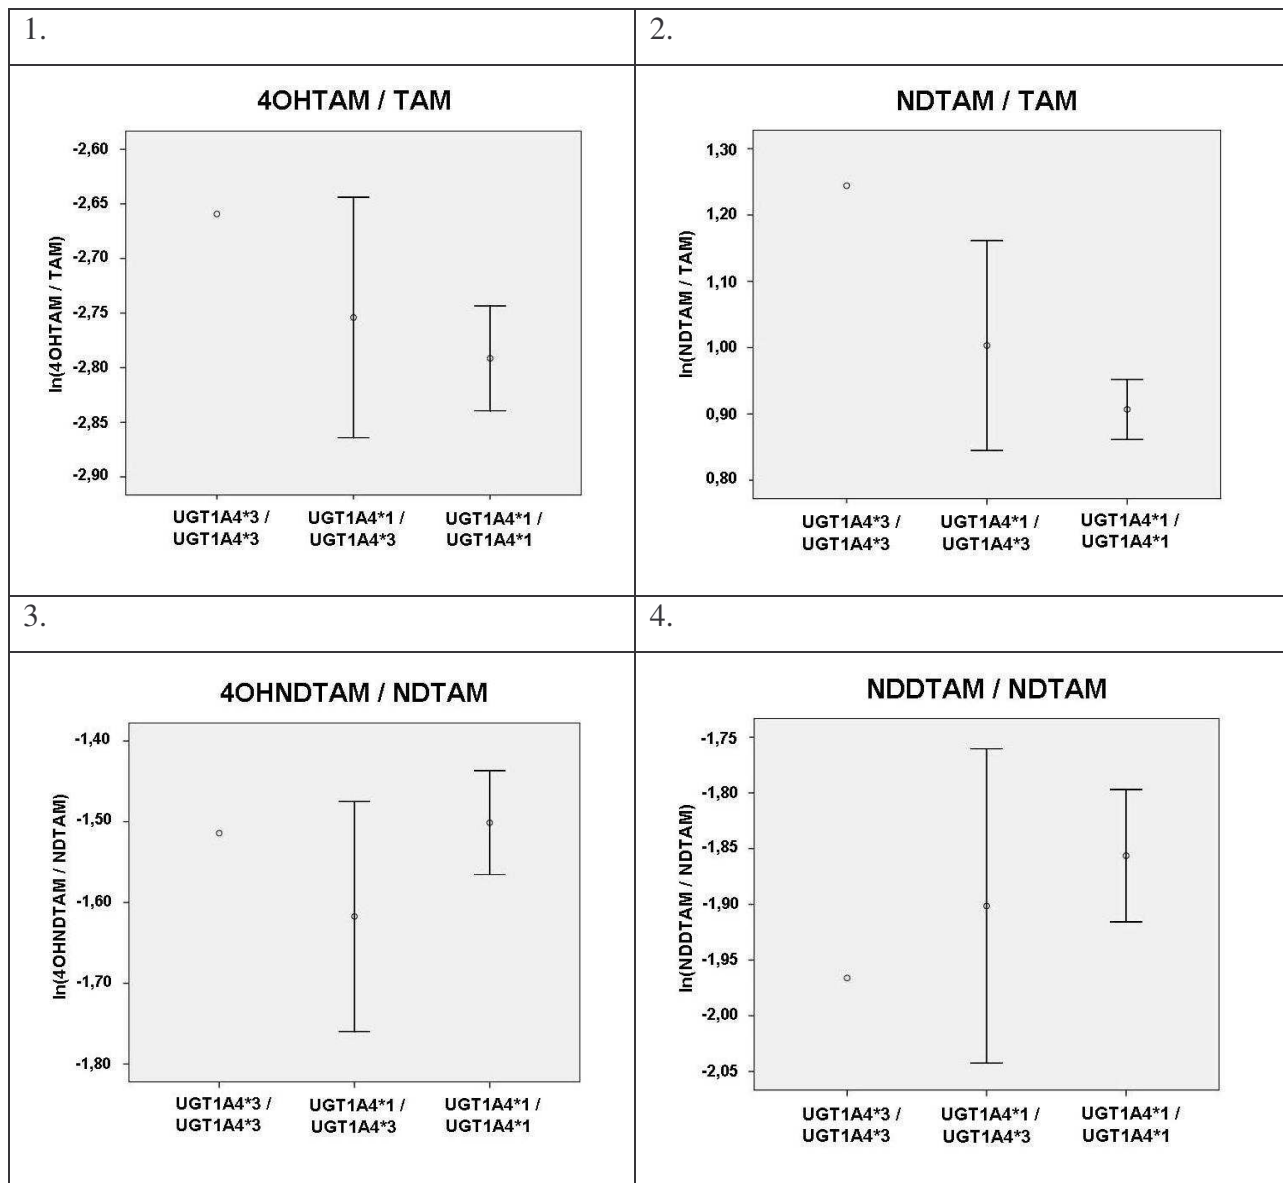 1.
2.
4OHTAM / TAM
ln(4OHTAM / TAM)
-2,60
-2,65
-2,70
-2,75
-2,80
-2,85
-2,90
UGT1A4*3 / UGT1A4*1 / UGT1A4*1 /
UGT1A4*3 UGT1A4*3 UGT1A4*1
NDTAM / TAM
ln(NDTAM / TAM)
1,30
1,20
1,10
1,00
0,90
0,80
UGT1A4*3 / UGT1A4*1 / UGT1A4*1 /
UGT1A4*3 UGT1A4*3 UGT1A4*1
3.
4.
4OHNDTAM / NDTAM
ln(4OHNDTAM / NDTAM)
-1,40
-1,50
-1,60
-1,70
-1,80
UGT1A4*3 / UGT1A4*1 / UGT1A4*1 /
UGT1A4*3 UGT1A4*3 UGT1A4*1
NDDTAM / NDTAM
ln(NDDTAM / NDTAM)
-1,75
-1,80
-1,85
-1,90
-1,95
-2,00
-2,05
UGT1A4*3 / UGT1A4*1 / UGT1A4*1 /
UGT1A4*3 UGT1A4*3 UGT1A4*1